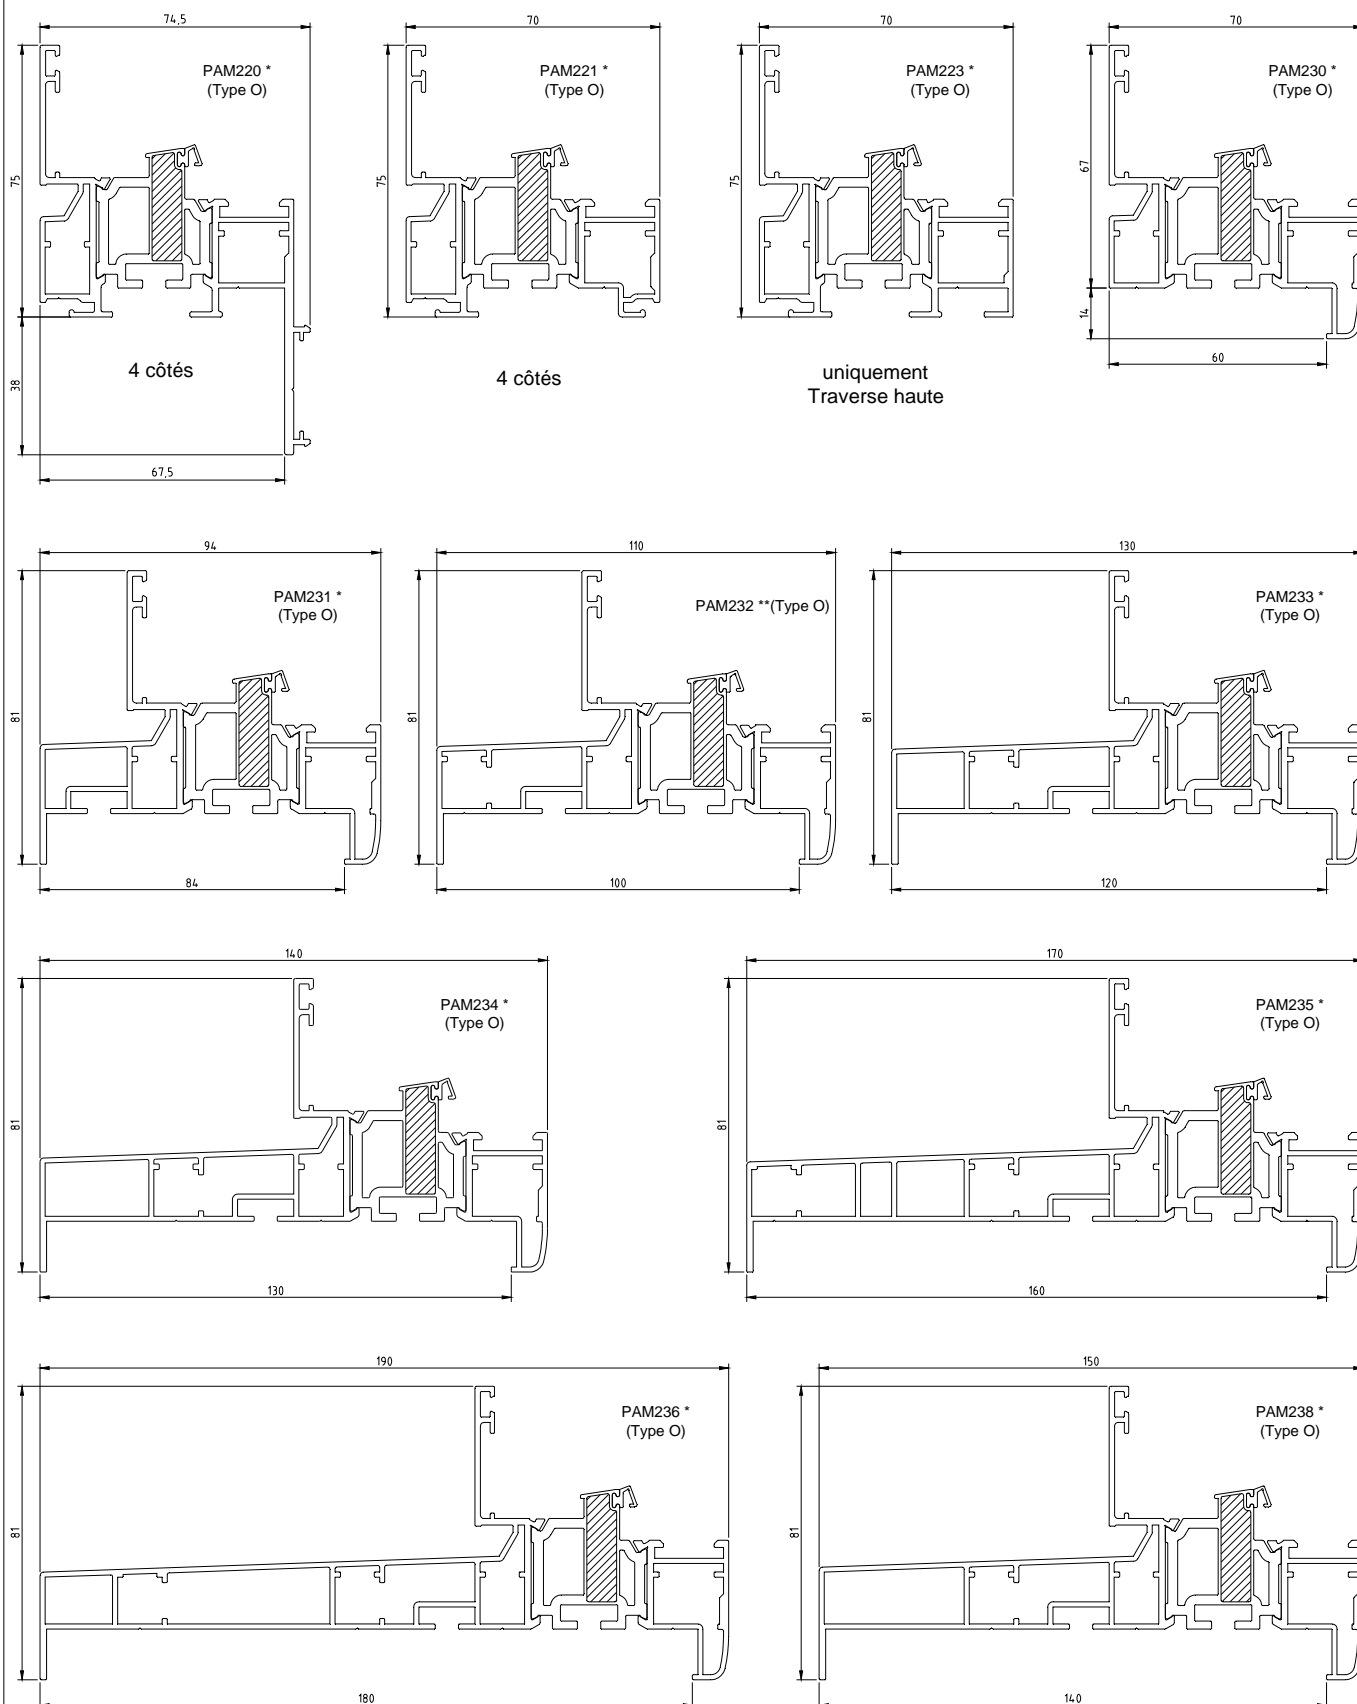 74,5
70
70
70
PAM220 *
(Type O)
PAM221 *
(Type O)
PAM223 *
(Type O)
PAM230 *
(Type O)
75
75
75
67
14
38
60
4 côtés
4 côtés
uniquement
Traverse haute
67,5
94
110
130
PAM231 *
(Type O)
PAM232 **(Type O)
PAM233 *
(Type O)
81
81
81
84
100
120
140
170
PAM234 *
(Type O)
PAM235 *
(Type O)
81
81
130
160
190
150
PAM236 *
(Type O)
PAM238 *
(Type O)
81
81
180
140